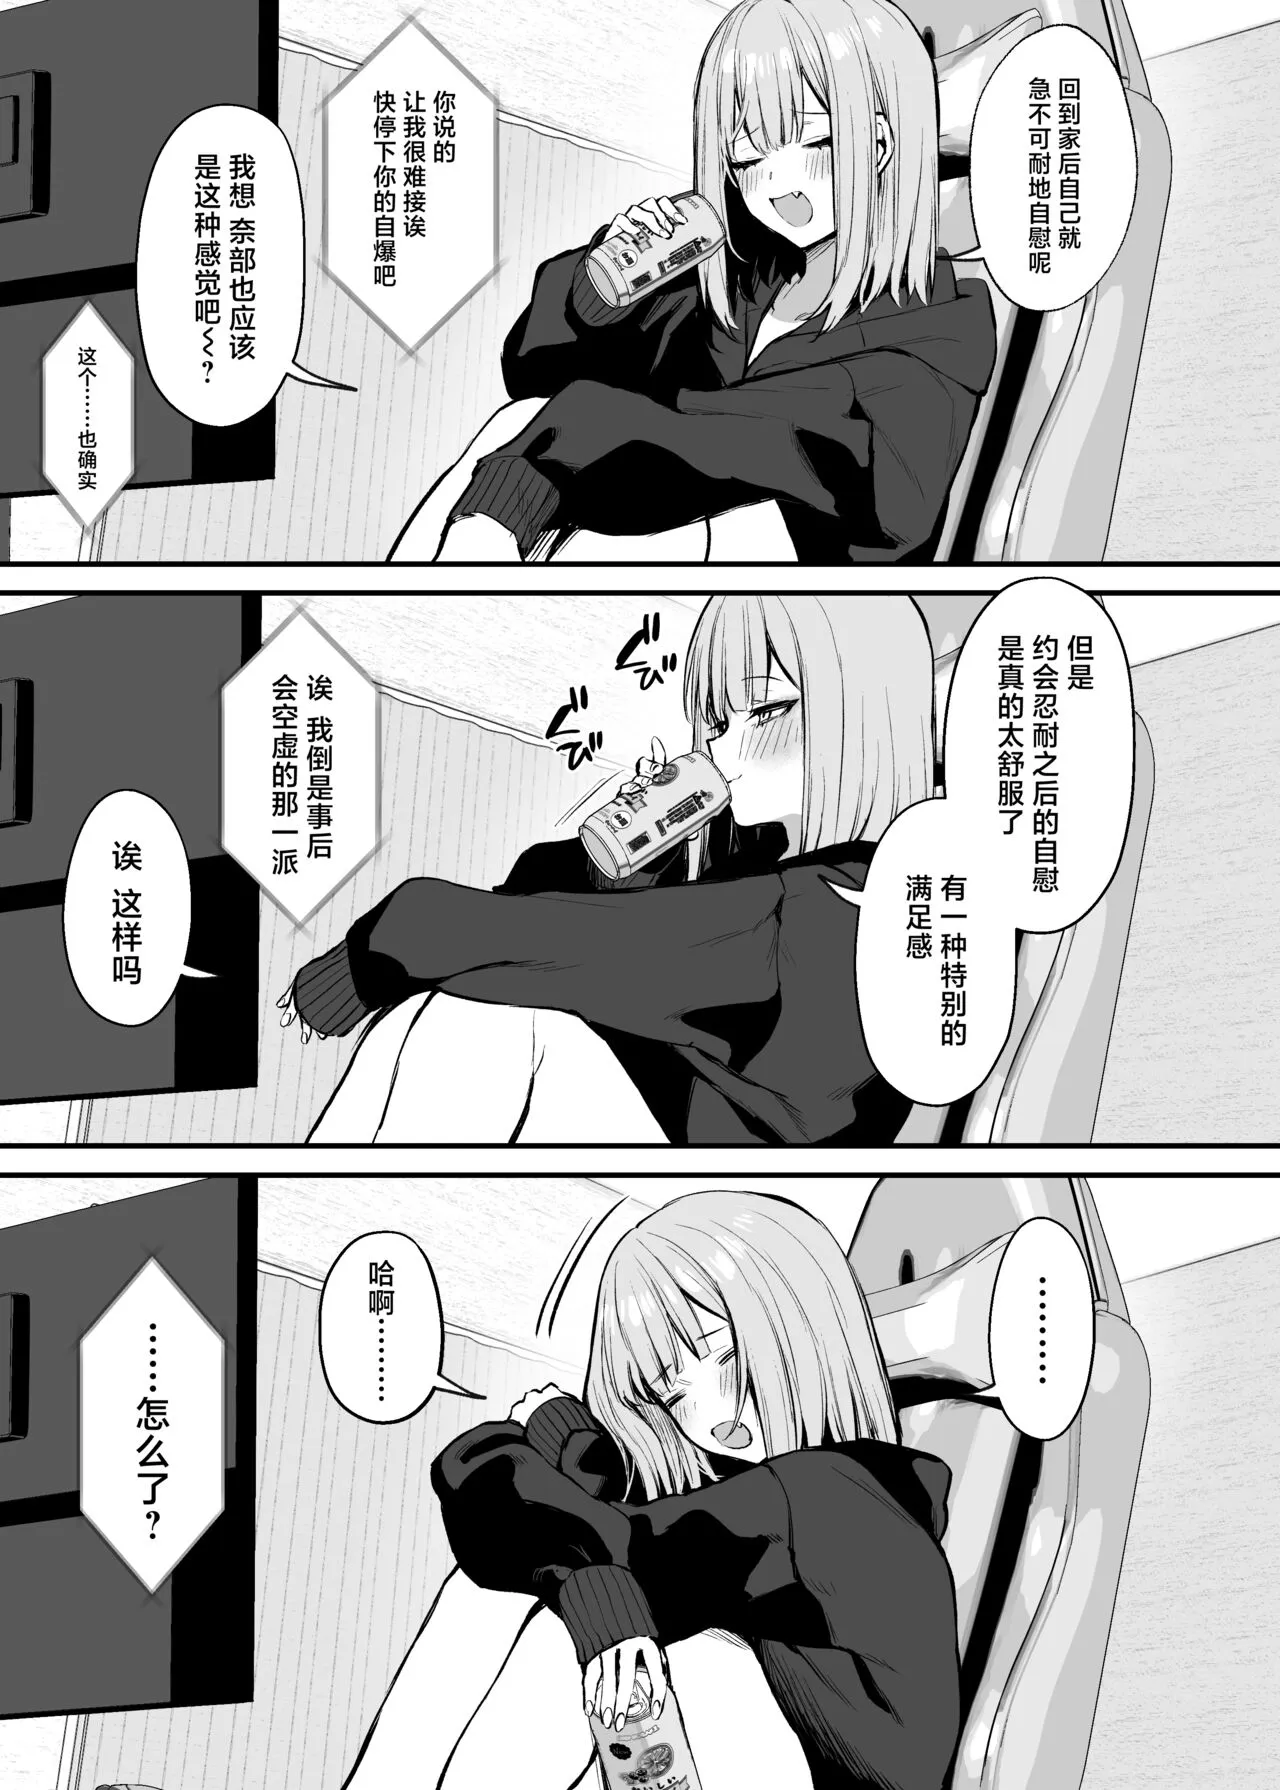 回到家后自己就
急不可耐地自慰呢
你说的
让我很难接诶
快停下你的自爆吧
我想 奈部也应该
是这种感觉吧～?
这个……也确实
但是
约会忍耐之后的自慰
是真的太舒服了
有一种特别的
满足感
ぐび
ぐび
诶 我倒是事后
会空虚的那一派
诶 这样吗
………
哈啊………
……怎么了?